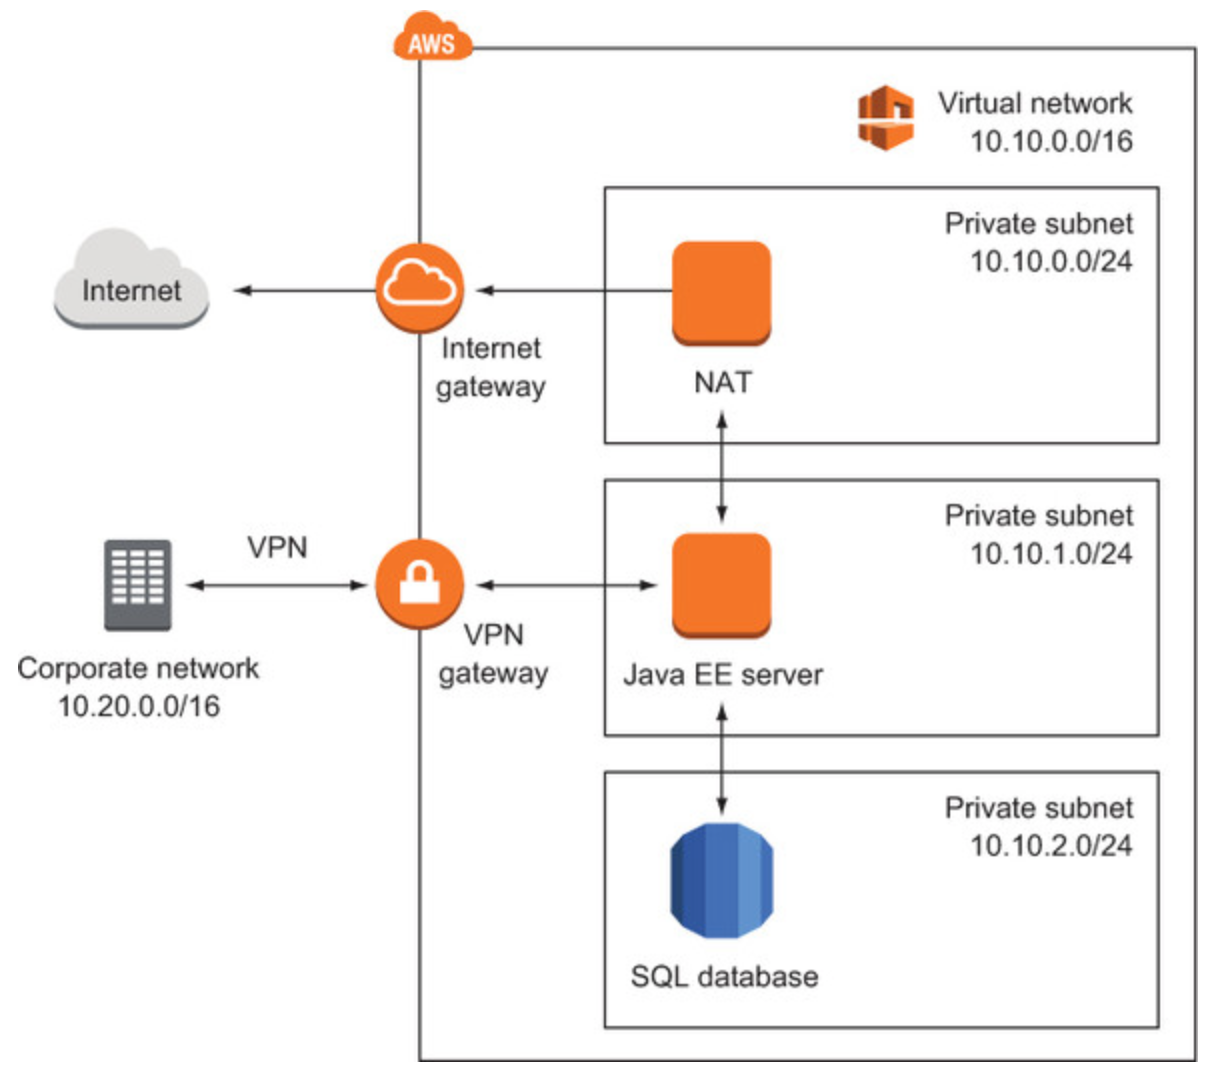 AWS
Virtual network
10.10.0.0/16
Private subnet
10.10.0.0/24
Internet
Internet
gateway
NAT
Private subnet
10.10.1.0/24
VPN
VPN
gateway
Corporate network
10.20.0.0/16
Java EE server
Private subnet
10.10.2.0/24
SQL database